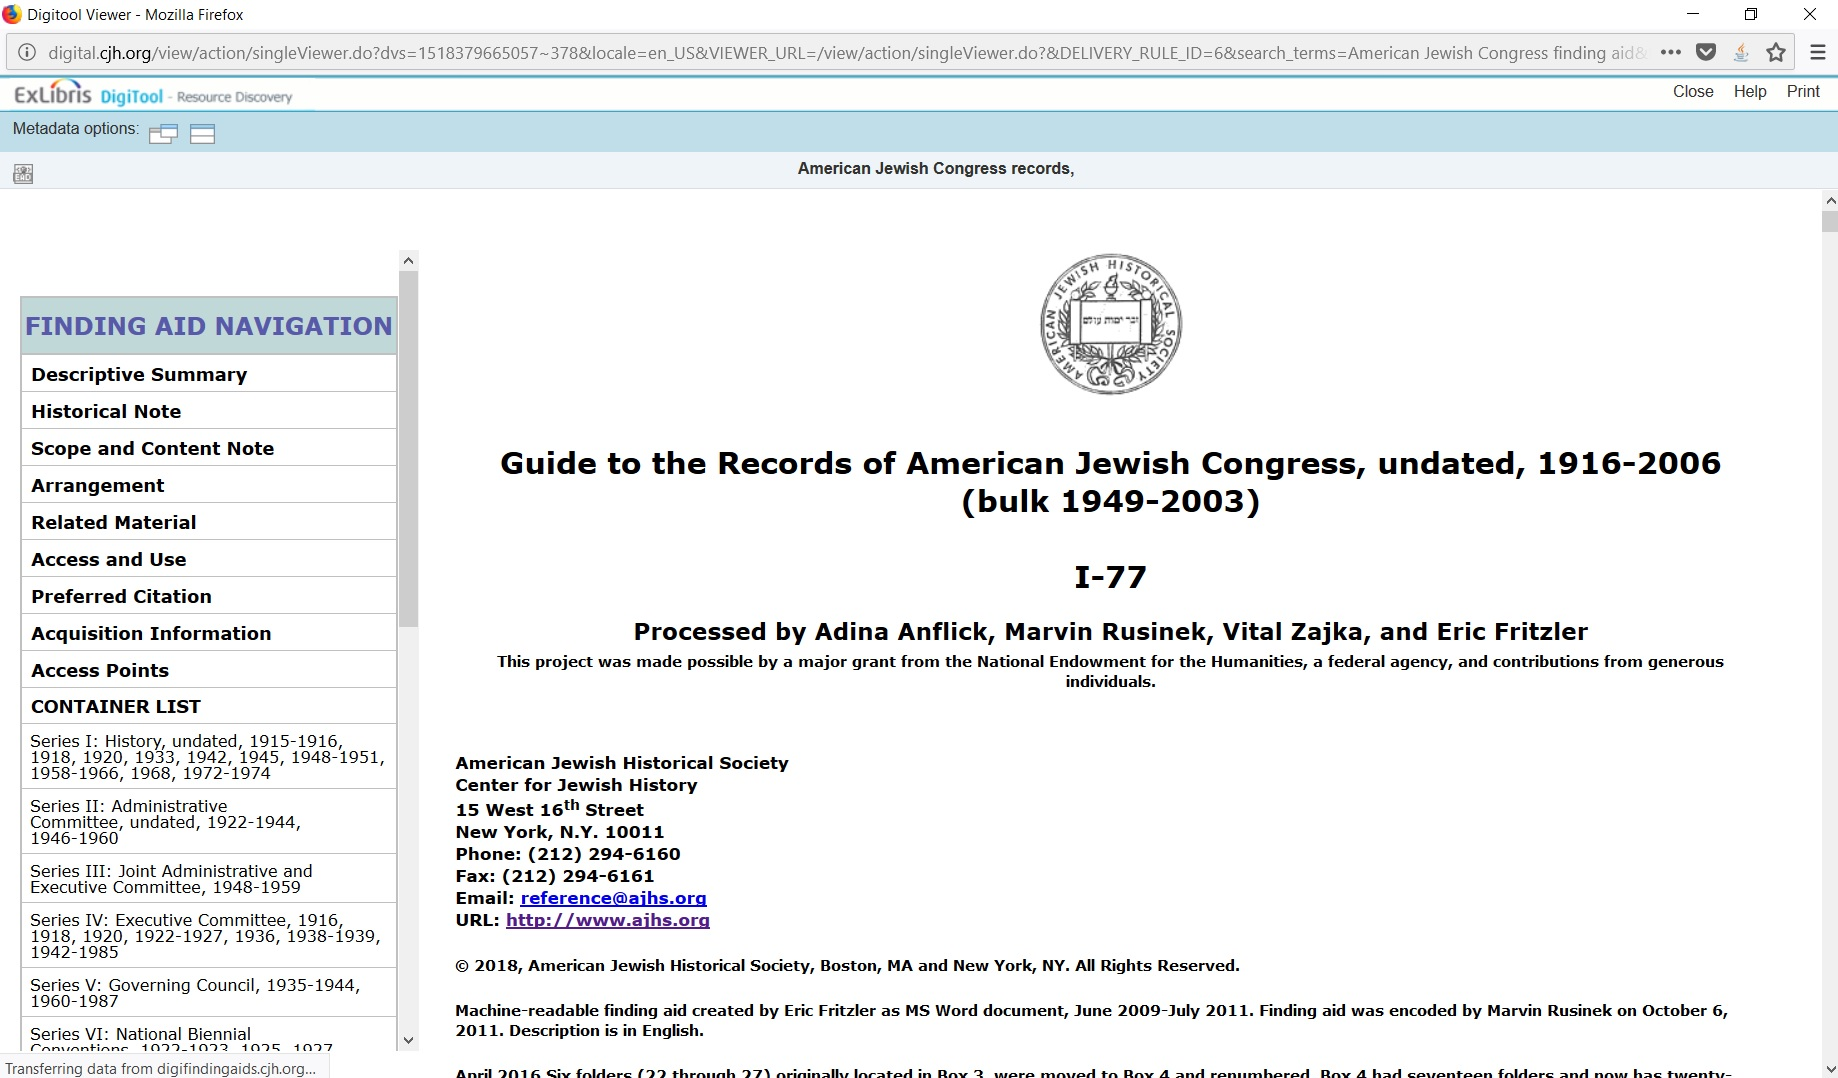 Digitool Viewer - Mozilla Firefox
digital.cjh.org/view/action/singleViewer.do?dvs=1518379665057~378&locale=en_US&VIEWER_URL=/view/action/singleViewer.do?&DELIVERY_RULE_ID=6&search_terms=American Jewish Congress finding aid&
ExLibris DigiTool - Resource Discovery
Close Help Print
Metadata options:
EAD
American Jewish Congress records,
FINDING AID NAVIGATION
Descriptive Summary
Historical Note
Scope and Content Note
Arrangement
Related Material
Access and Use
Preferred Citation
Acquisition Information
Access Points
CONTAINER LIST
Series I: History, undated, 1915-1916,
1918, 1920, 1933, 1942, 1945, 1948-1951,
1958-1966, 1968, 1972-1974
Series II: Administrative
Committee, undated, 1922-1944,
1946-1960
Series III: Joint Administrative and
Executive Committee, 1948-1959
Series IV: Executive Committee, 1916,
1918, 1920, 1922-1927, 1936, 1938-1939,
1942-1985
Series V: Governing Council, 1935-1944,
1960-1987
Series VI: National Biennial
Conventions, 1922-1923, 1925, 1927
Transferring data from digifindingaids.cjh.org...
AMERICAN JEWISH HISTORICAL SOCIETY
זכר ימות עולם
Guide to the Records of American Jewish Congress, undated, 1916-2006
(bulk 1949-2003)
I-77
Processed by Adina Anflick, Marvin Rusinek, Vital Zajka, and Eric Fritzler
This project was made possible by a major grant from the National Endowment for the Humanities, a federal agency, and contributions from generous
individuals.
American Jewish Historical Society
Center for Jewish History
15 West 16th Street
New York, N.Y. 10011
Phone: (212) 294-6160
Fax: (212) 294-6161
Email: reference@ajhs.org
URL: http://www.ajhs.org
© 2018, American Jewish Historical Society, Boston, MA and New York, NY. All Rights Reserved.
Machine-readable finding aid created by Eric Fritzler as MS Word document, June 2009-July 2011. Finding aid was encoded by Marvin Rusinek on October 6,
2011. Description is in English.
April 2016 Six folders (22 through 27) originally located in Box 3, were moved to Box 4 and renumbered. Box 4 had seventeen folders and now has twenty-